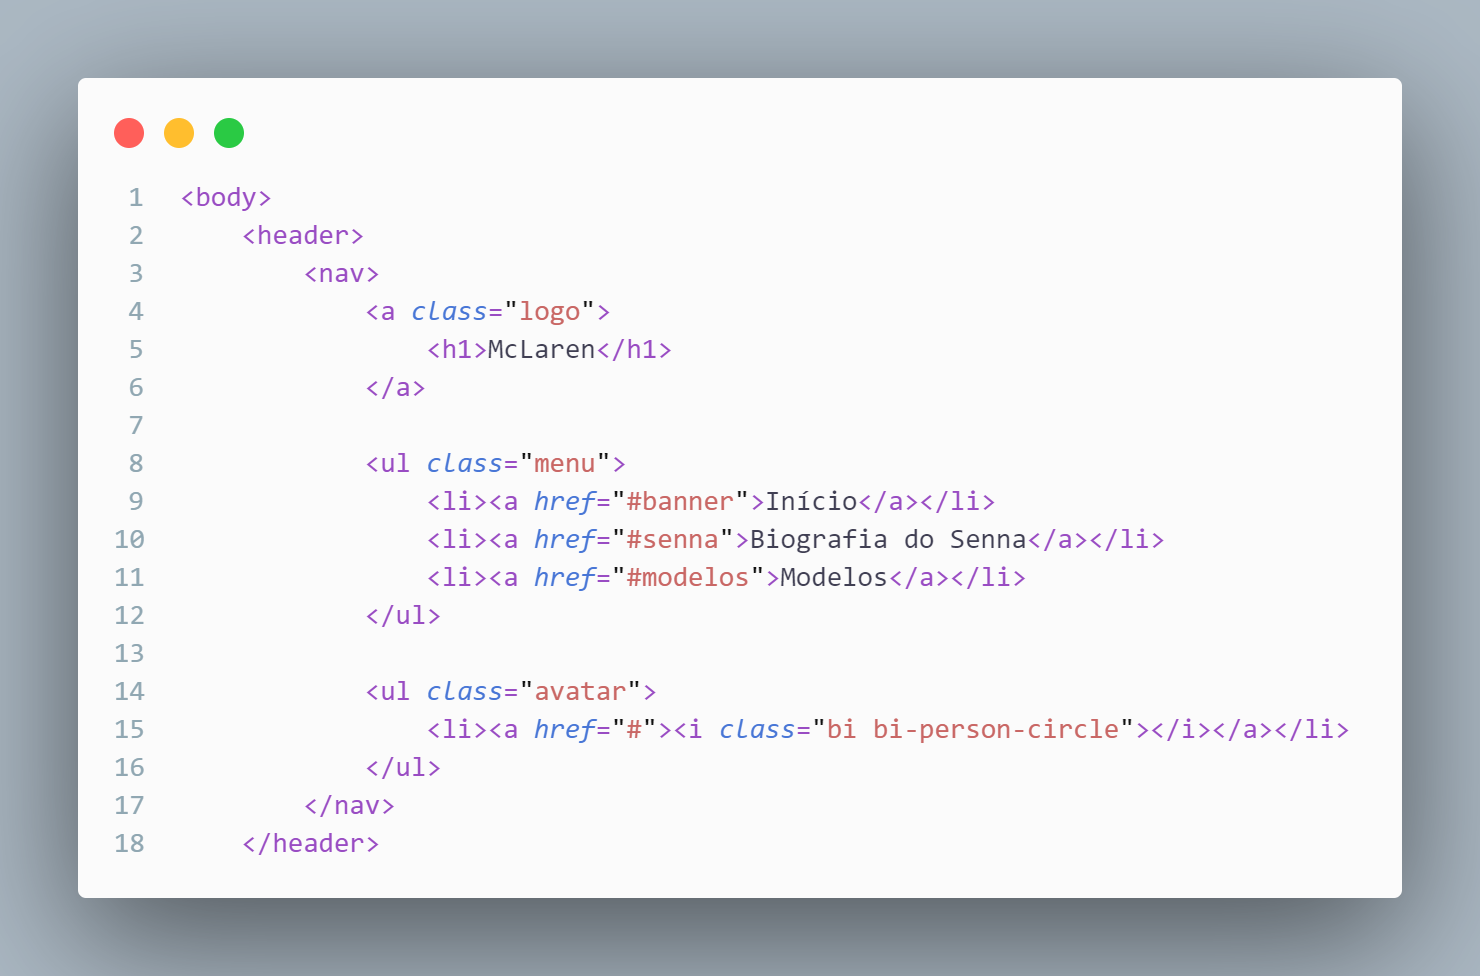 1 <body>
2     <header>
3         <nav>
4             <a class="logo">
5                 <h1>McLaren</h1>
6             </a>
7
8             <ul class="menu">
9                 <li><a href="#banner">Início</a></li>
10                 <li><a href="#senna">Biografia do Senna</a></li>
11                 <li><a href="#modelos">Modelos</a></li>
12             </ul>
13
14             <ul class="avatar">
15                 <li><a href="#"><i class="bi bi-person-circle"></i></a></li>
16             </ul>
17         </nav>
18     </header>